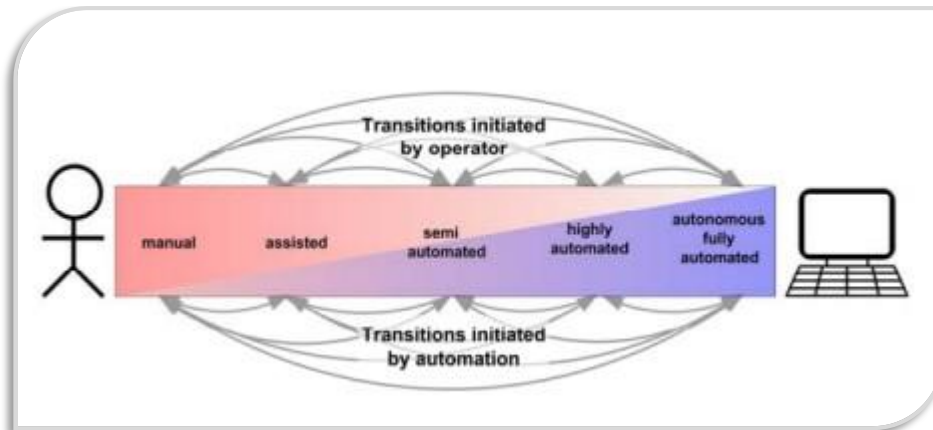 Transitions initiated
by operator
manual
assisted
semi
automated
highly
automated
autonomous
fully
automated
Transitions initiated
by automation